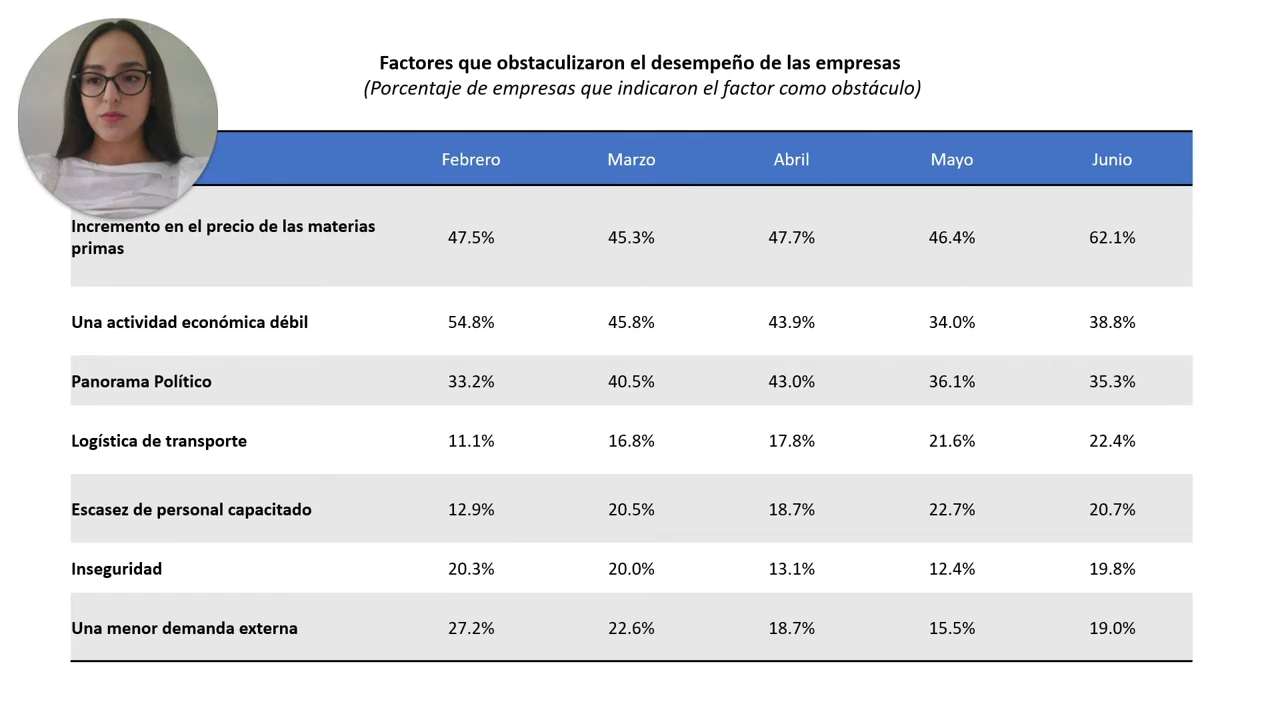 Factores que obstaculizaron el desempeño de las empresas
(Porcentaje de empresas que indicaron el factor como obstáculo)
Febrero Marzo Abril Mayo Junio
Incremento en el precio de las materias
primas 47.5% 45.3% 47.7% 46.4% 62.1%
Una actividad económica débil 54.8% 45.8% 43.9% 34.0% 38.8%
Panorama Político 33.2% 40.5% 43.0% 36.1% 35.3%
Logística de transporte 11.1% 16.8% 17.8% 21.6% 22.4%
Escasez de personal capacitado 12.9% 20.5% 18.7% 22.7% 20.7%
Inseguridad 20.3% 20.0% 13.1% 12.4% 19.8%
Una menor demanda externa 27.2% 22.6% 18.7% 15.5% 19.0%